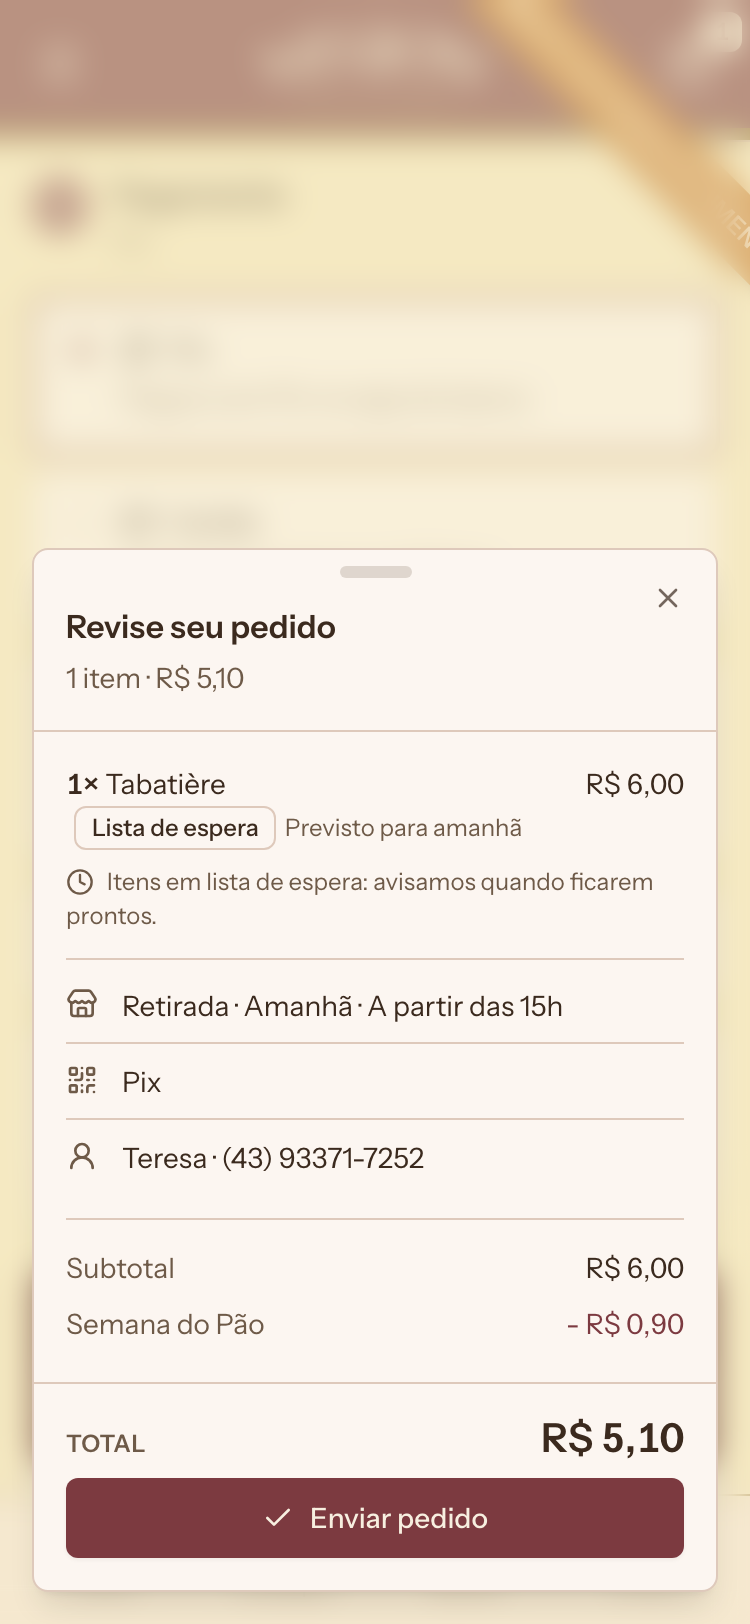 Revise seu pedido
1 item · R$ 5,10
1× Tabatière R$ 6,00
Lista de espera Previsto para amanhã
Itens em lista de espera: avisamos quando ficarem
prontos.
Retirada · Amanhã · A partir das 15h
Pix
Teresa · (43) 93371-7252
Subtotal R$ 6,00
Semana do Pão - R$ 0,90
TOTAL R$ 5,10
Enviar pedido